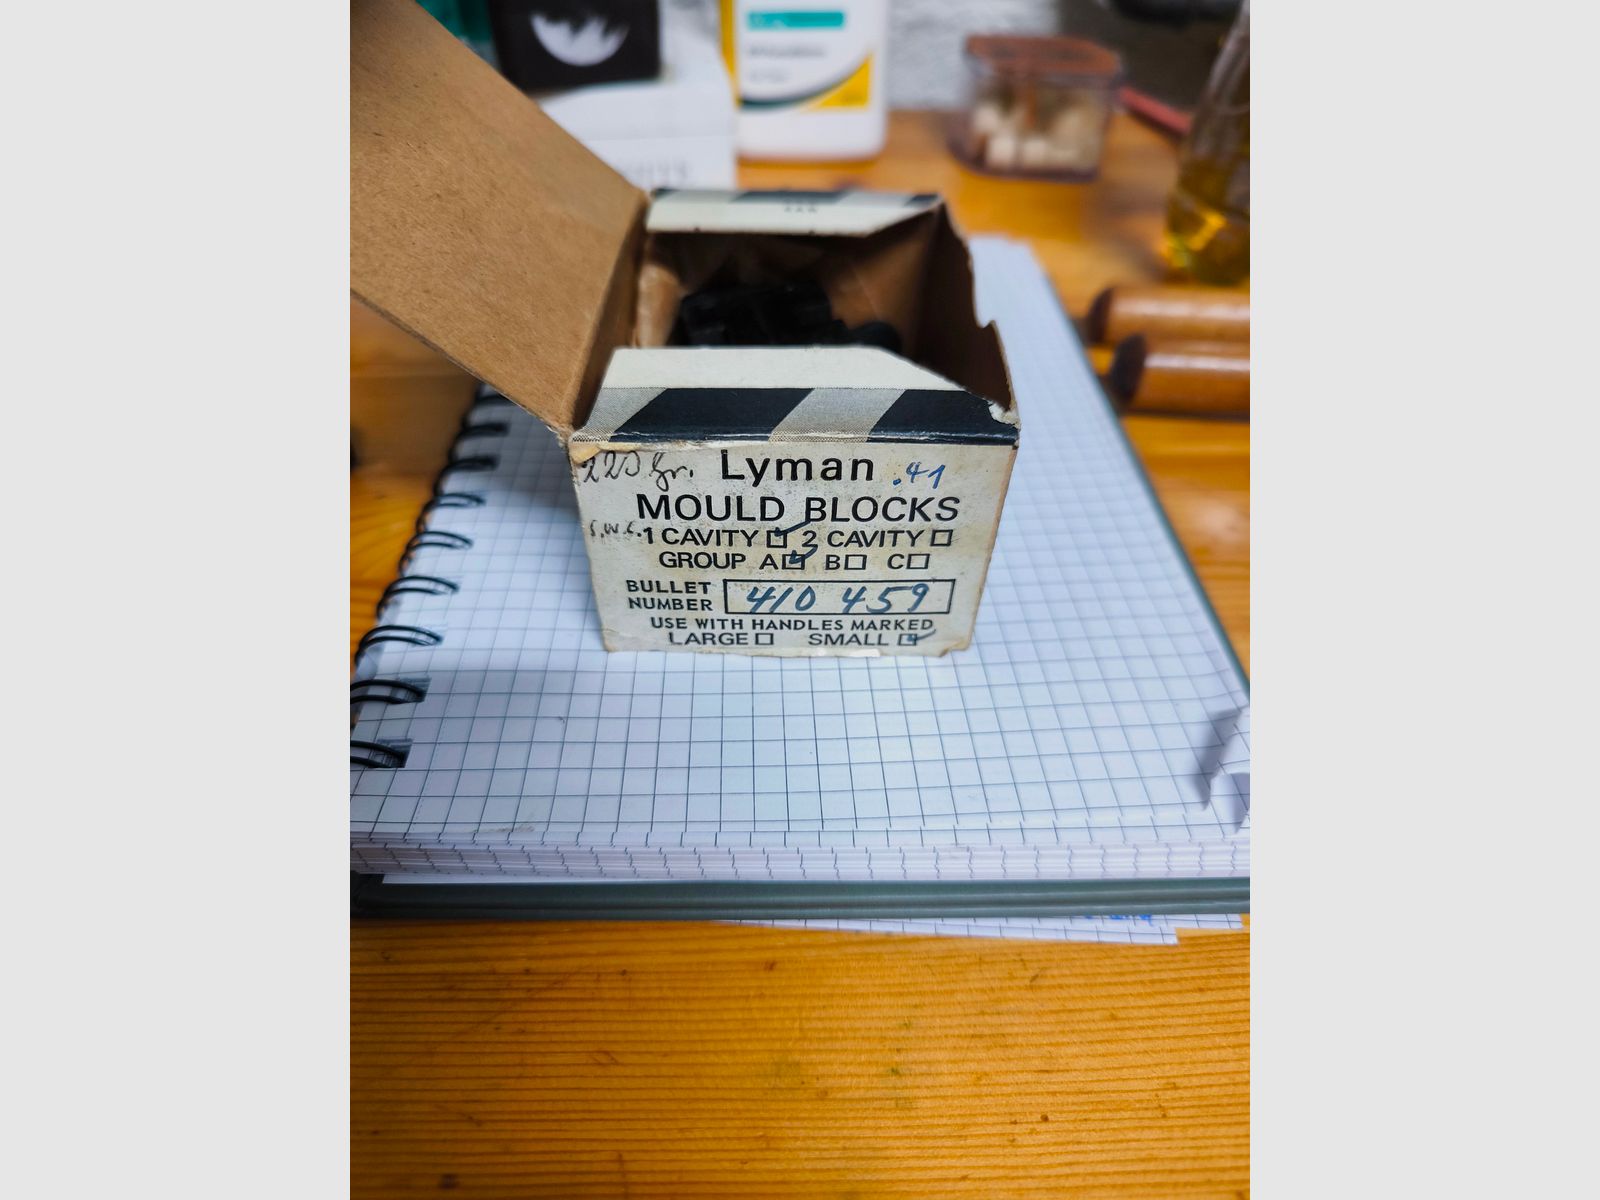 220 gr. Lyman .41
MOULD BLOCKS
S.W.C. 1 CAVITY 2 CAVITY
GROUP A B C
BULLET NUMBER 410 459
USE WITH HANDLES MARKED
LARGE SMALL